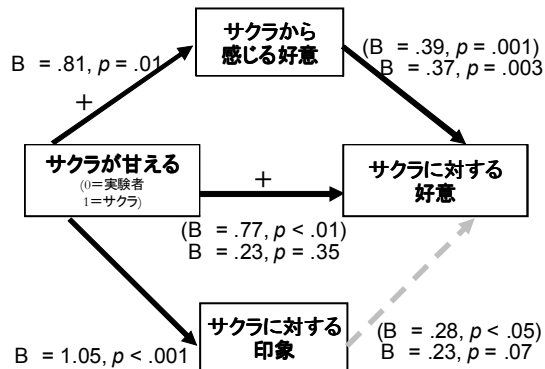 サクラから
感じる好意
B = .81, p = .01
+
(B = .39, p = .001)
B = .37, p = .003
サクラが甘える
(0=実験者
1=サクラ)
+
サクラに対する
好意
(B = .77, p < .01)
B = .23, p = .35
サクラに対する
印象
B = 1.05, p < .001
(B = .28, p < .05)
B = .23, p = .07